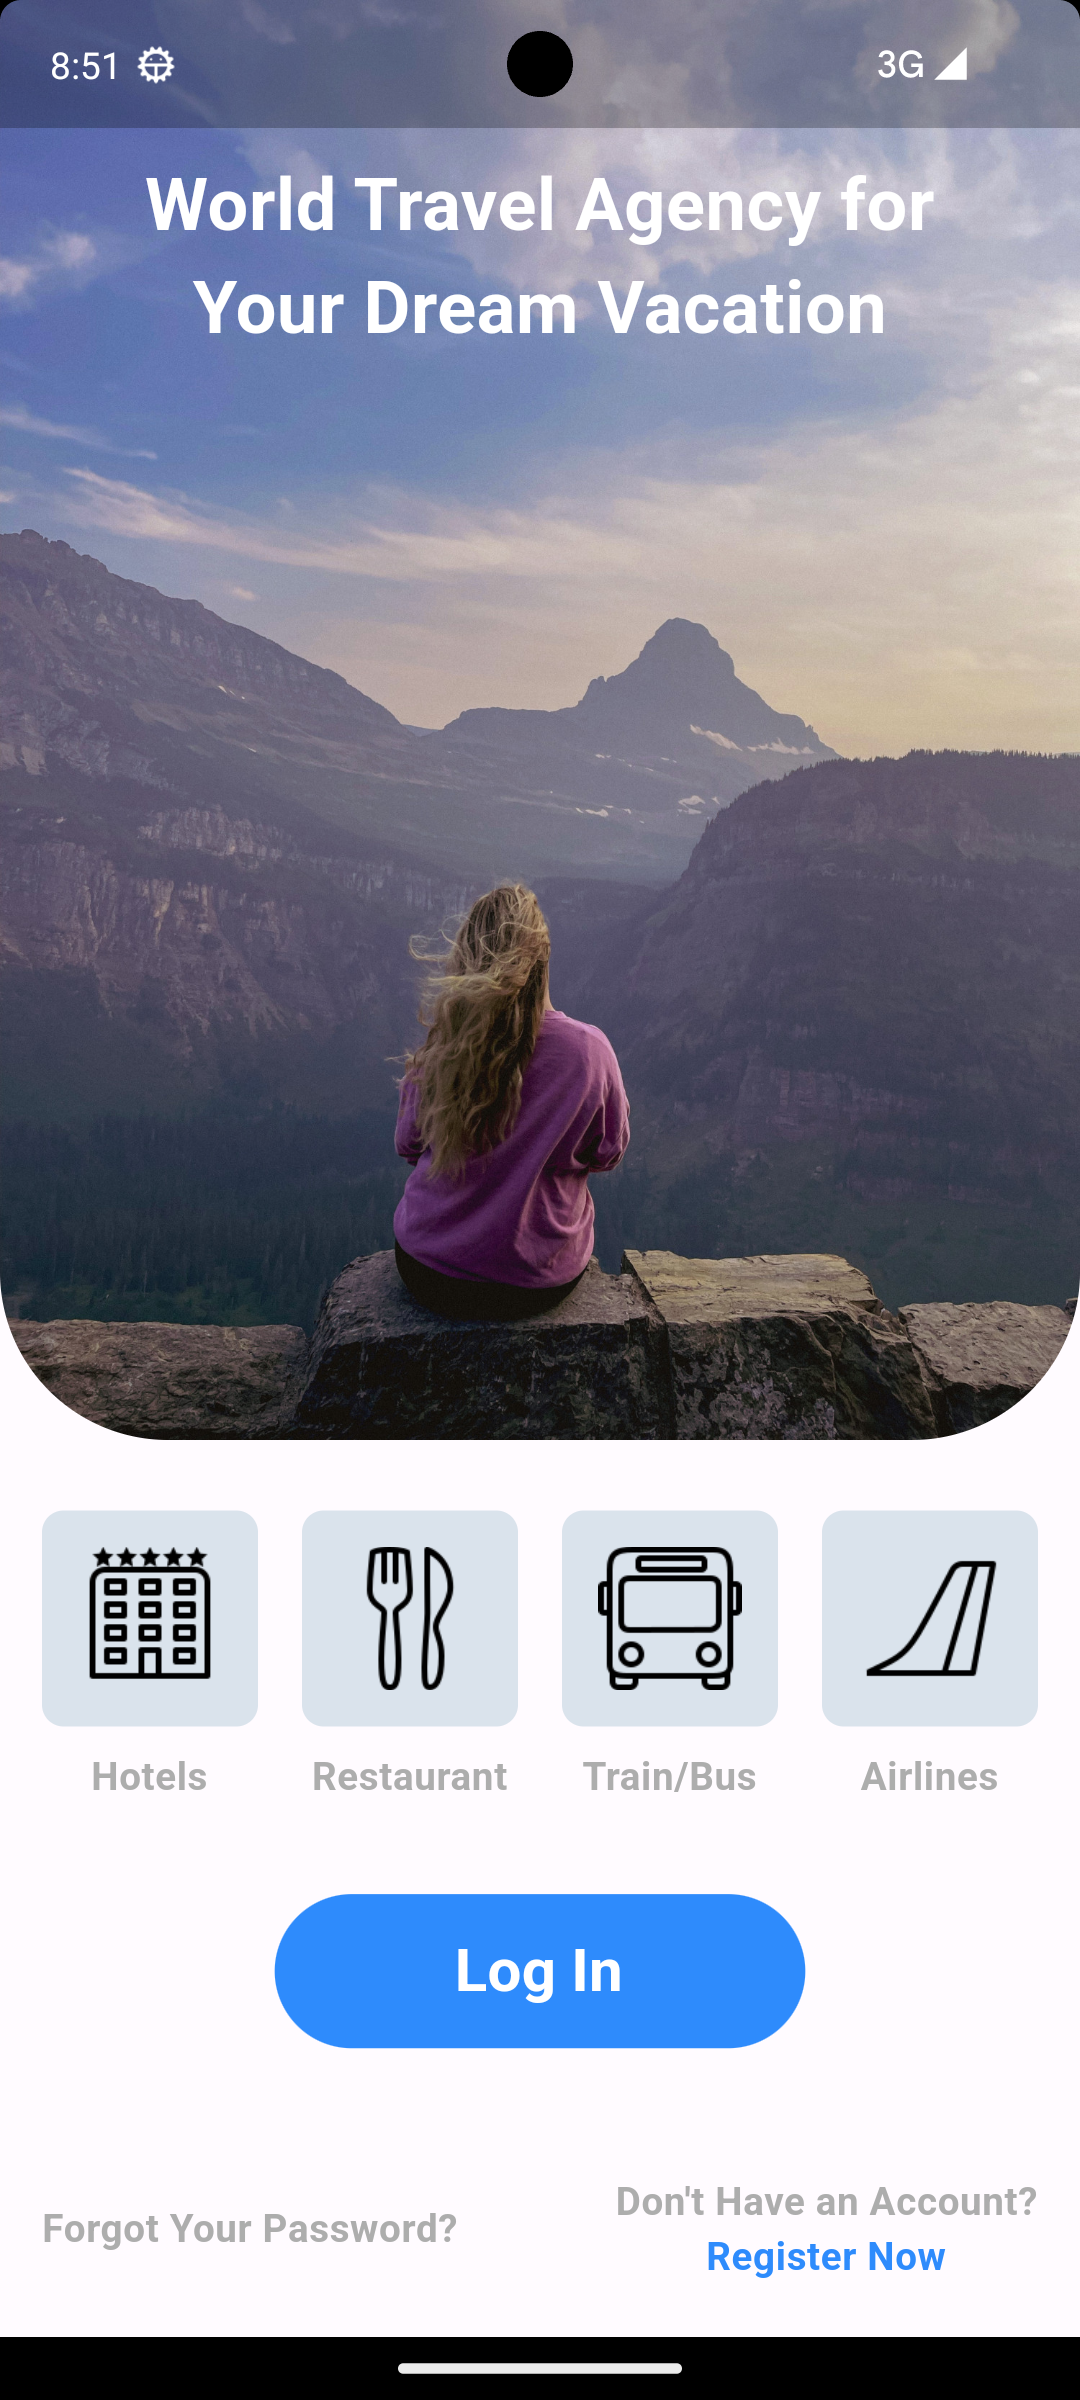 8:51 3G
World Travel Agency for
Your Dream Vacation
Hotels Restaurant Train/Bus Airlines
Log In
Forgot Your Password?
Don't Have an Account?
Register Now